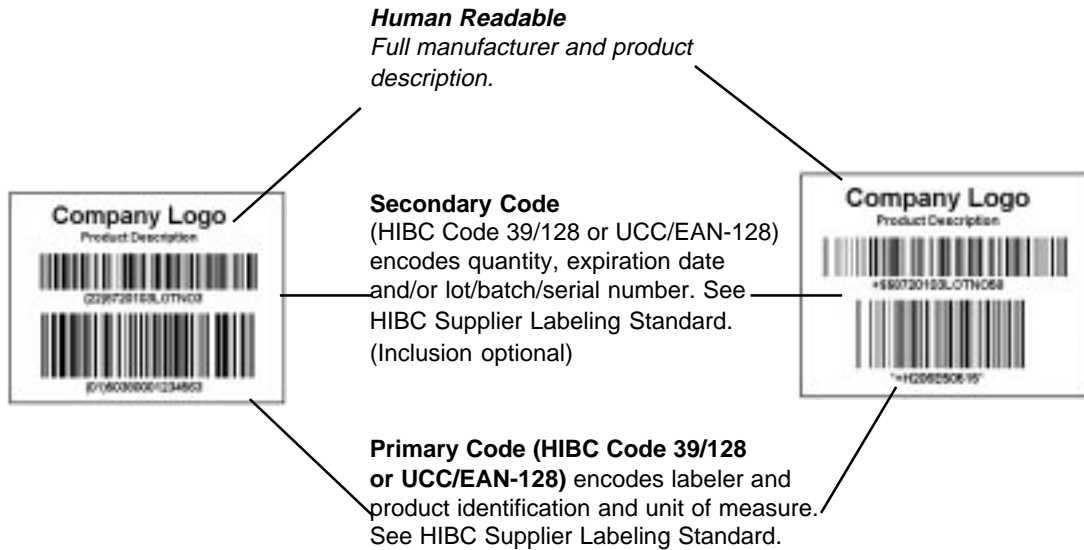 Human Readable
Full manufacturer and product
description.
Company Logo
Product Description
Secondary Code
(HIBC Code 39/128 or UCC/EAN-128)
encodes quantity, expiration date
and/or lot/batch/serial number. See
HIBC Supplier Labeling Standard.
(Inclusion optional)
Company Logo
Product Description
Primary Code (HIBC Code 39/128
or UCC/EAN-128) encodes labeler and
product identification and unit of measure.
See HIBC Supplier Labeling Standard.